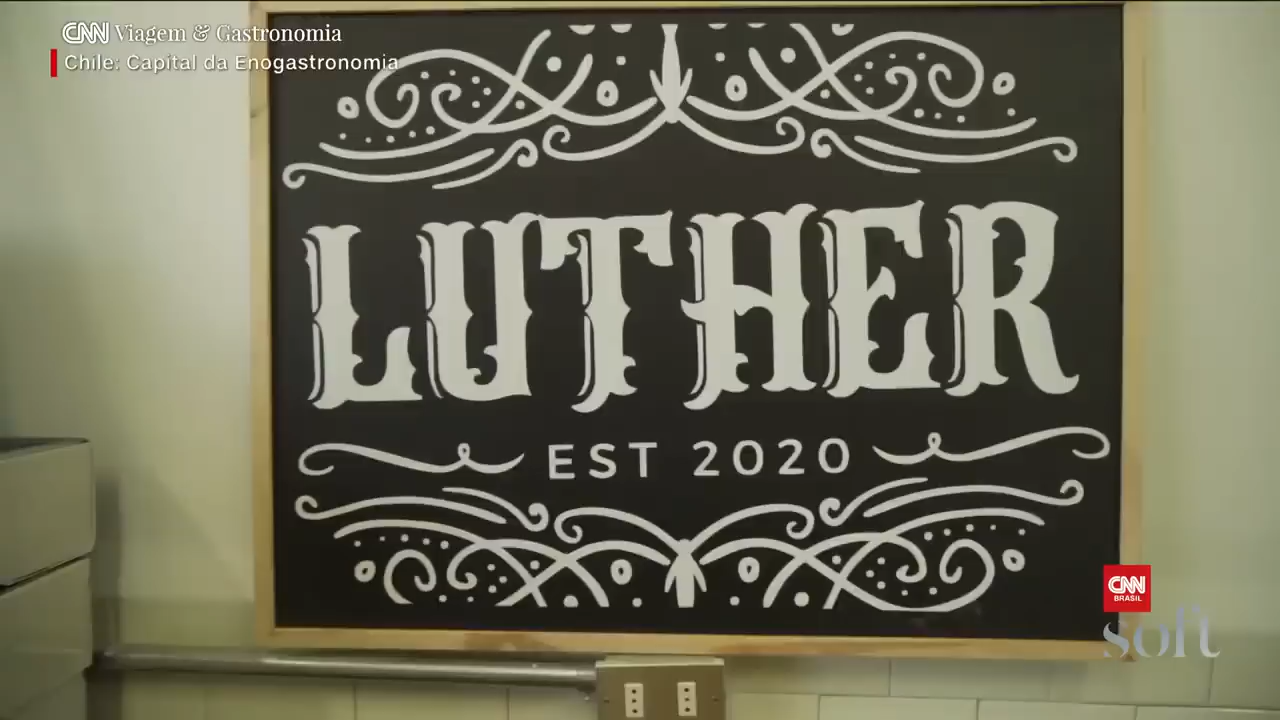 CNN Viagem & Gastronomia
Chile: Capital da Enogastronomia
LUTHER
EST 2020
CNN
BRASIL
soft